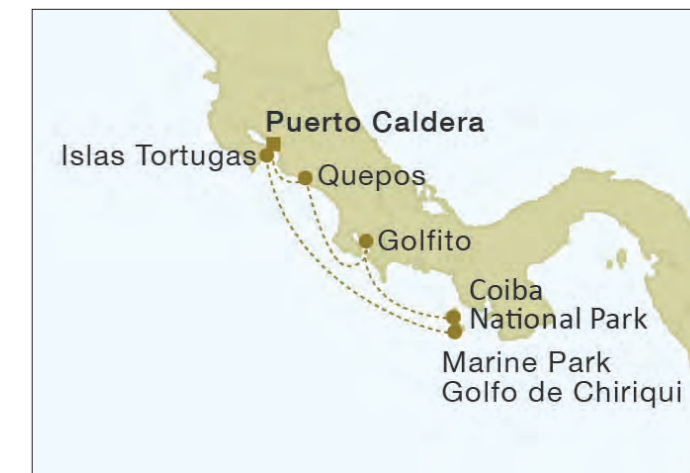 Puerto Caldera
Islas Tortugas
Quepos
Golfito
Coiba
National Park
Marine Park
Golfo de Chiriqui